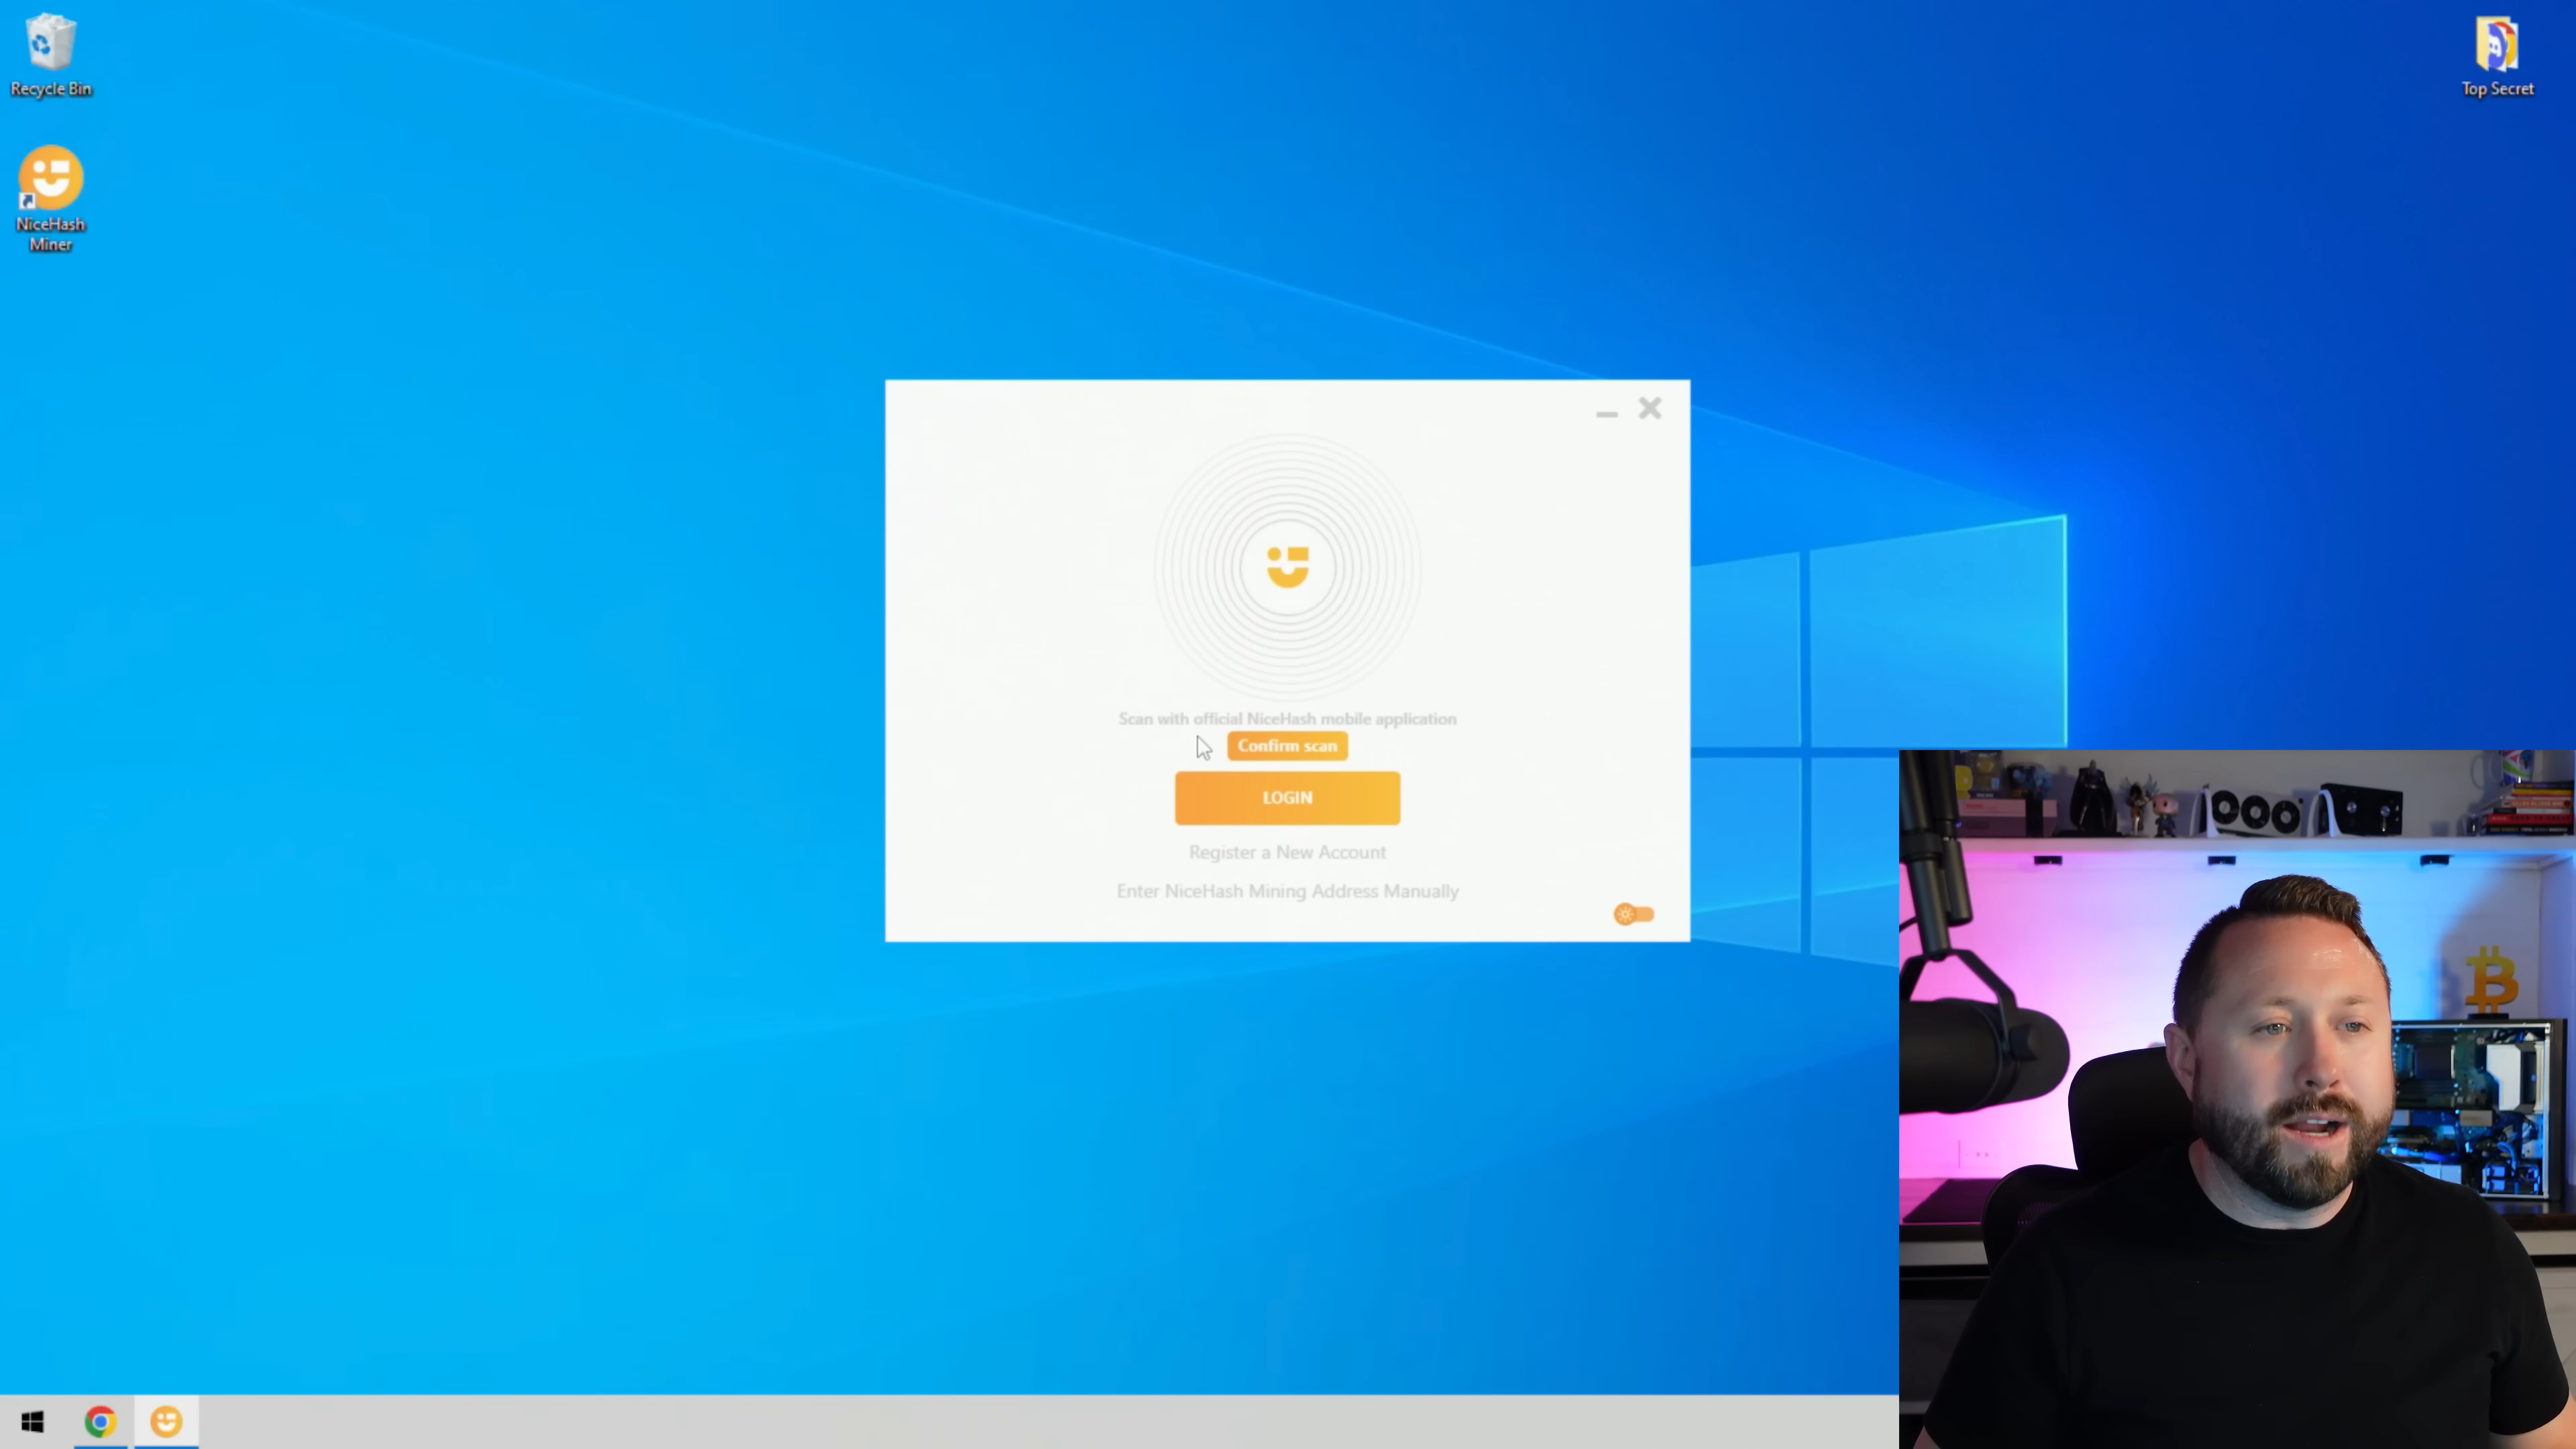 Recycle Bin
Top Secret
NiceHash
Miner
Scan with official NiceHash mobile application
Confirm scan
LOGIN
Register a New Account
Enter NiceHash Mining Address Manually